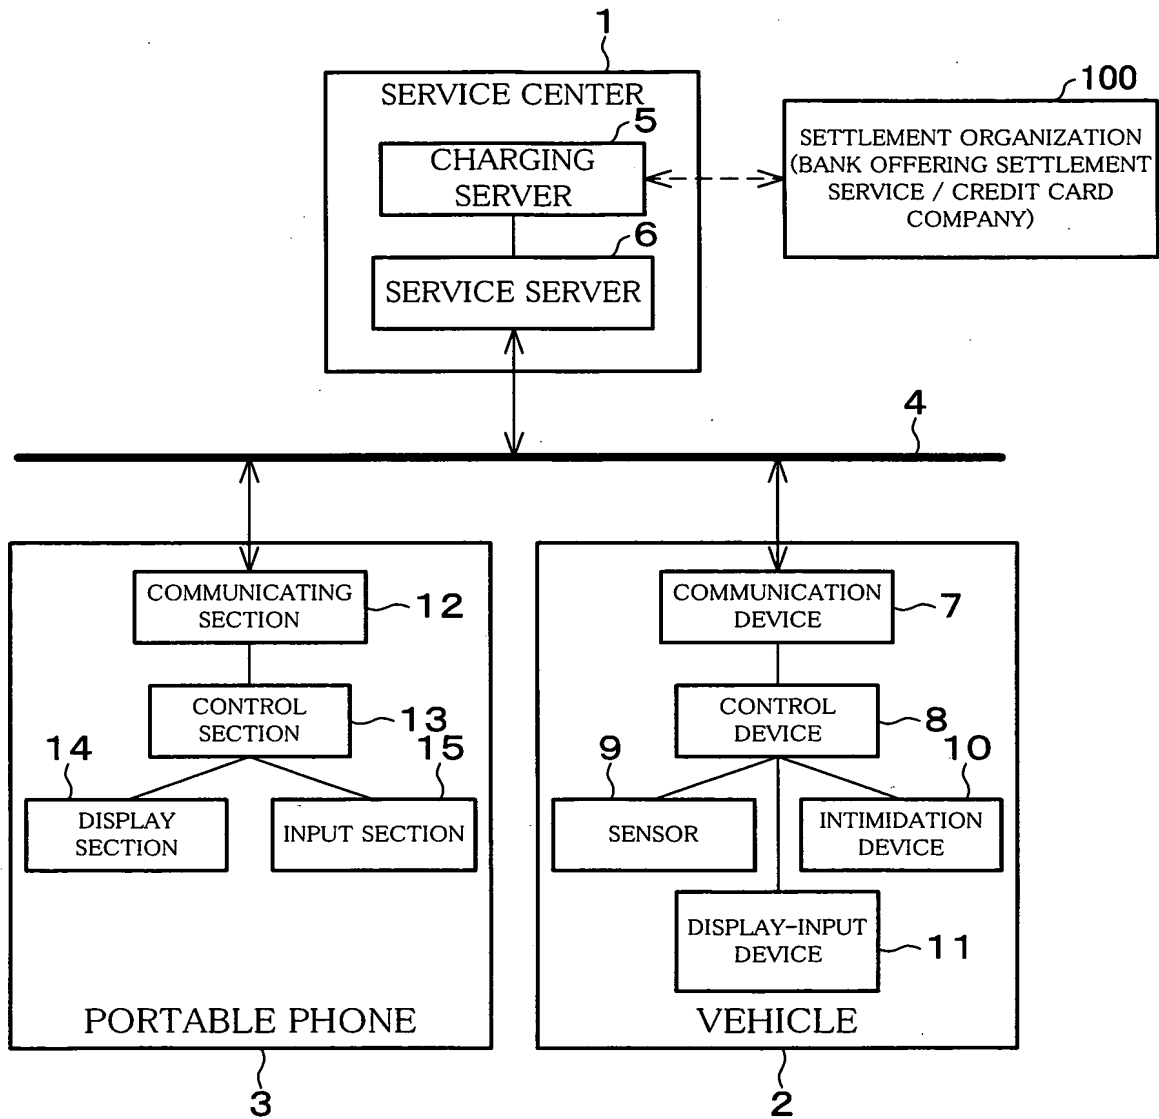 1
SERVICE CENTER
100
5
CHARGING
SERVER
SETTLEMENT ORGANIZATION
(BANK OFFERING SETTLEMENT
SERVICE / CREDIT CARD
COMPANY)
6
SERVICE SERVER
4
COMMUNICATING
SECTION
12
CONTROL
SECTION
13
14
15
DISPLAY
SECTION
INPUT SECTION
PORTABLE PHONE
3
COMMUNICATION
DEVICE
7
CONTROL
DEVICE
8
9
10
SENSOR
INTIMIDATION
DEVICE
DISPLAY-INPUT
DEVICE
11
VEHICLE
2